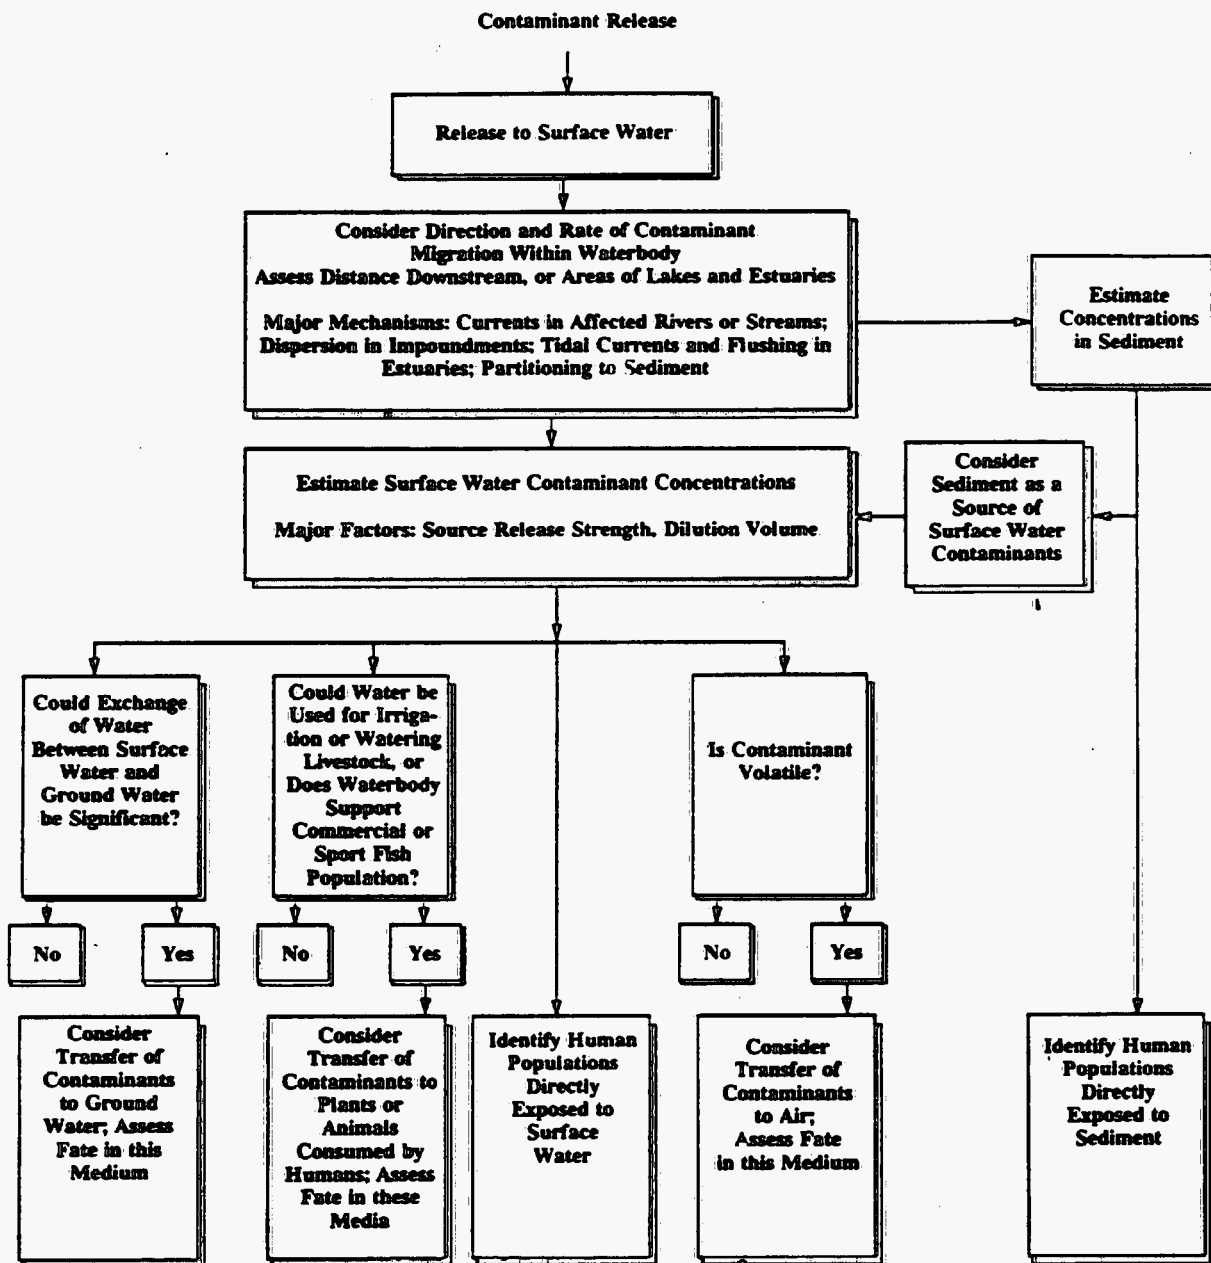 Contaminant Release
Release to Surface Water
Consider Direction and Rate of Contaminant
Migration Within Waterbody
Assess Distance Downstream, or Areas of Lakes and Estuaries
Major Mechanisms: Currents in Affected Rivers or Streams;
Dispersion in Impoundments; Tidal Currents and Flushing in
Estuaries; Partitioning to Sediment
Estimate
Concentrations
in Sediment
Estimate Surface Water Contaminant Concentrations
Major Factors: Source Release Strength, Dilution Volume
Consider
Sediment as a
Source of
Surface Water
Contaminants
Could Exchange
of Water
Between Surface
Water and
Ground Water
be Significant?
Could Water be
Used for Irriga-
tion or Watering
Livestock, or
Does Waterbody
Support
Commercial or
Sport Fish
Population?
Is Contaminant
Volatile?
No
Yes
No
Yes
No
Yes
Consider
Transfer of
Contaminants
to Ground
Water; Assess
Fate in this
Medium
Consider
Transfer of
Contaminants to
Plants or
Animals
Consumed by
Humans; Assess
Fate in these
Media
Identify Human
Populations
Directly
Exposed to
Surface
Water
Consider
Transfer of
Contaminants
to Air;
Assess Fate
in this Medium
Identify Human
Populations
Directly
Exposed to
Sediment